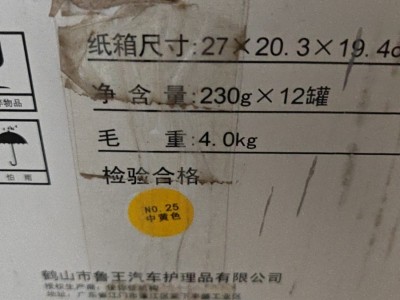 纸箱尺寸:27×20.3×19.4c
净含量:230g×12罐
物品
毛 重:4.0kg
怕 雨
检验合格
NO.25
中黄色
鹤山市鲁王汽车护理品有限公司